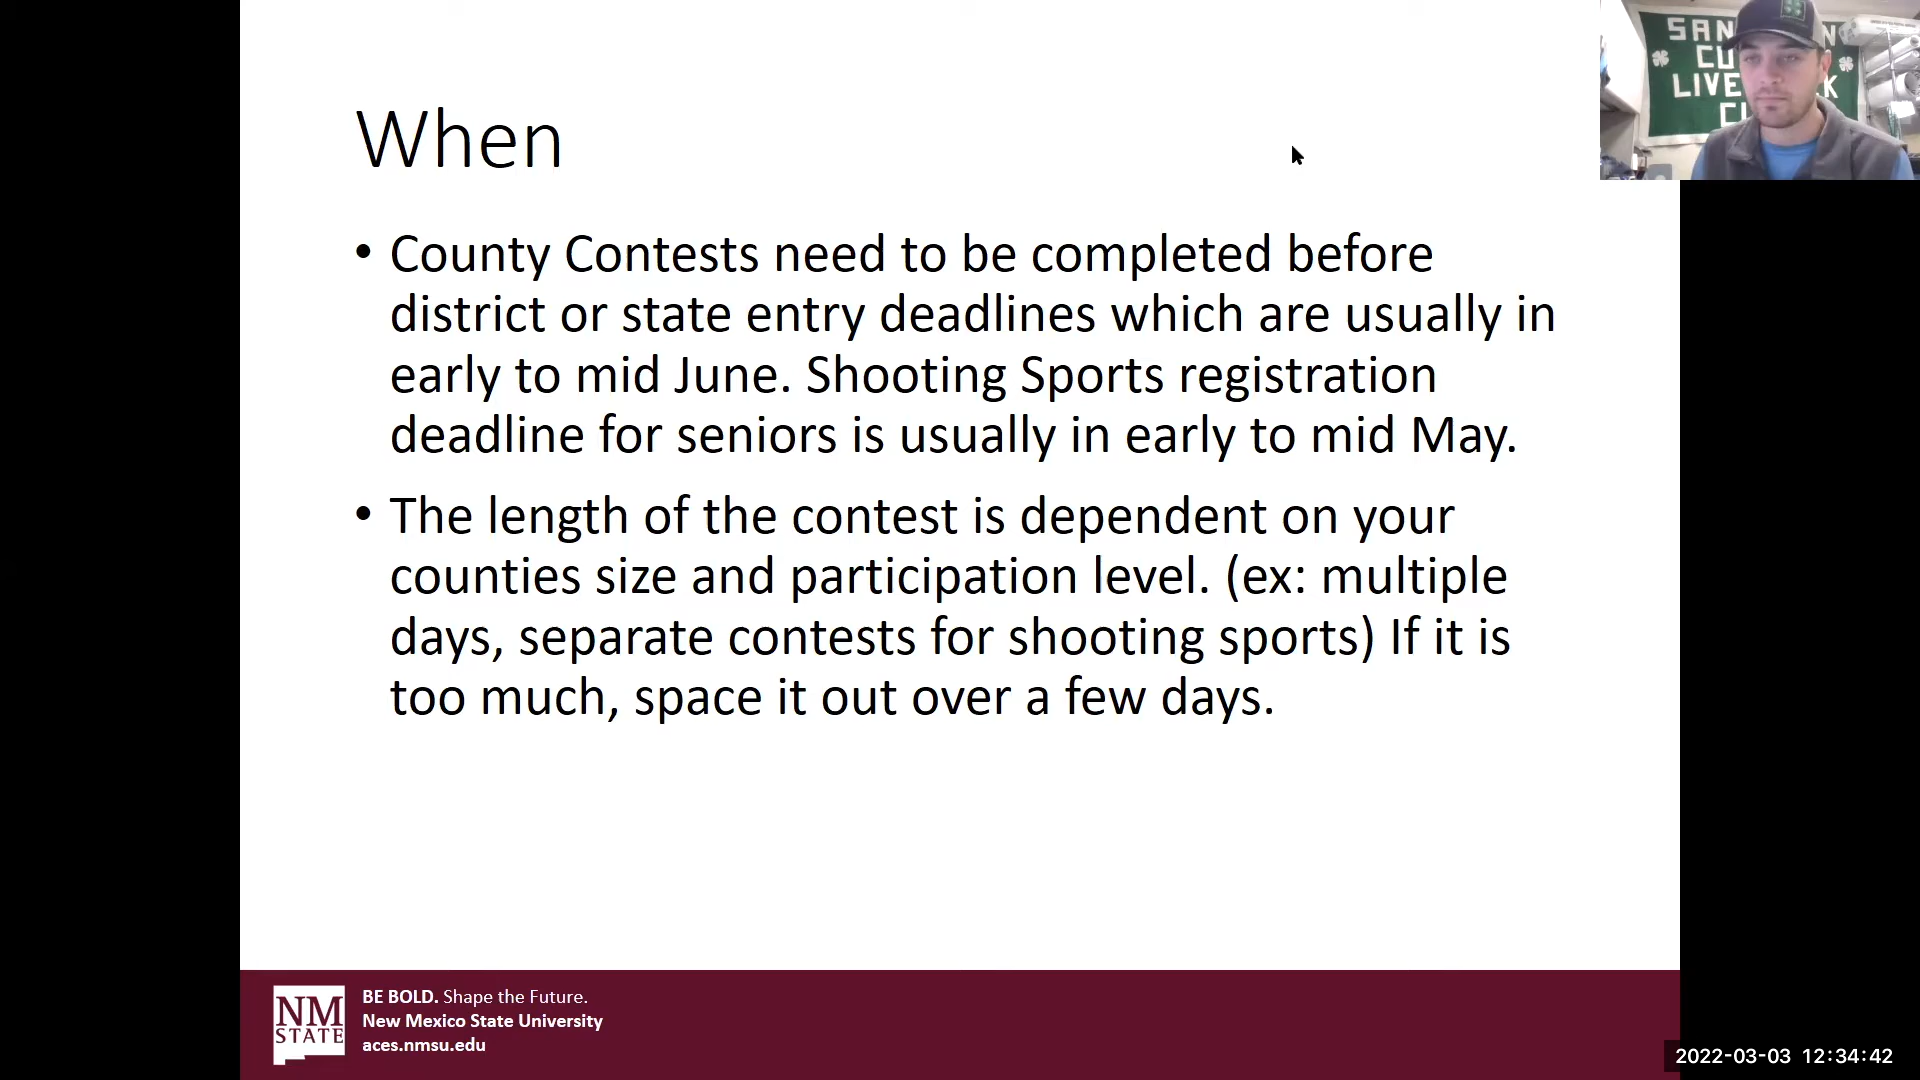 When
• County Contests need to be completed before
district or state entry deadlines which are usually in
early to mid June. Shooting Sports registration
deadline for seniors is usually in early to mid May.
• The length of the contest is dependent on your
counties size and participation level. (ex: multiple
days, separate contests for shooting sports) If it is
too much, space it out over a few days.
NM
STATE
BE BOLD. Shape the Future.
New Mexico State University
aces.nmsu.edu
2022-03-03 12:34:42